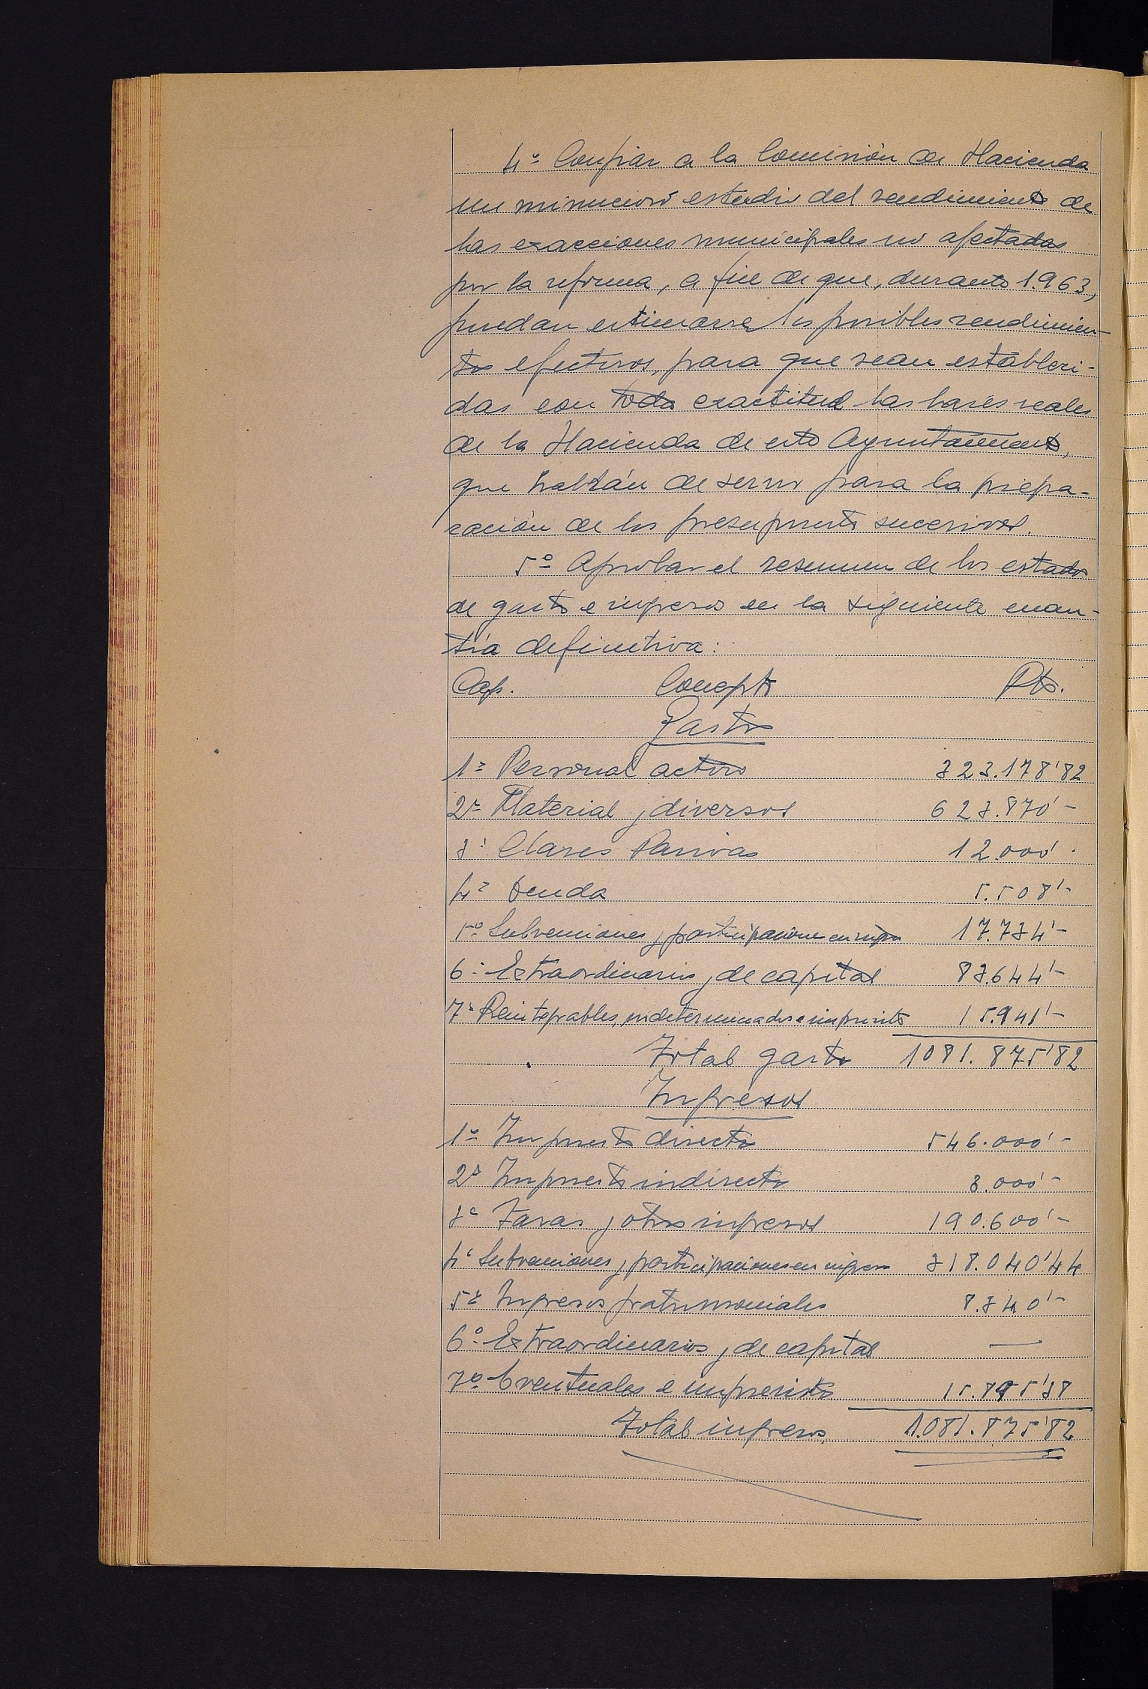 4º Confiar a la Comisión de Hacienda
un minucioso estudio del rendimiento de
las exacciones municipales no afectadas
por la reforma, a fin de que, durante 1.963,
puedan estimarse los posibles rendimien-
tos efectivos, para que sean estableci-
das con toda exactitud las bases reales
de la Hacienda de este Ayuntamiento,
que habrán de servir para la prepa-
ración de los presupuestos sucesivos.
5º Aprobar el resumen de los estados
de gastos e ingresos en la siguiente cuan-
tía definitiva:
Cap. Concepto Pts.
Gastos
1º Personal activo 323.178'82
2º Material y diversos 623.870'-
3º Clases Pasivas 12.000'-
4º Deuda 5.508'-
5º Subvenciones y participaciones en ingrs 17.734'-
6º Extraordinarios y de capital 83.644'-
7º Reintegrables, indeterminados e imprevistos 15.941'-
Total gastos 1081.875'82
Ingresos
1º Impuestos directos 546.000'-
2º Impuestos indirectos 3.000'-
3º Tasas y otros ingresos 190.600'-
4º Subvenciones y participaciones en ingresos 318.040'44
5º Ingresos patrimoniales 8.340'-
6º Extraordinarios y de capital —
7º Eventuales e imprevistos 15.895'38
Total ingresos 1.081.875'82